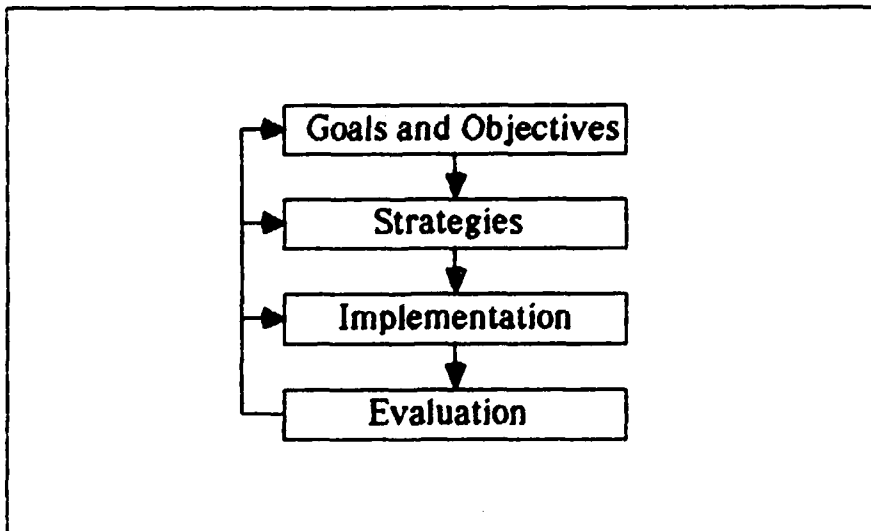 Goals and Objectives
Strategies
Implementation
Evaluation